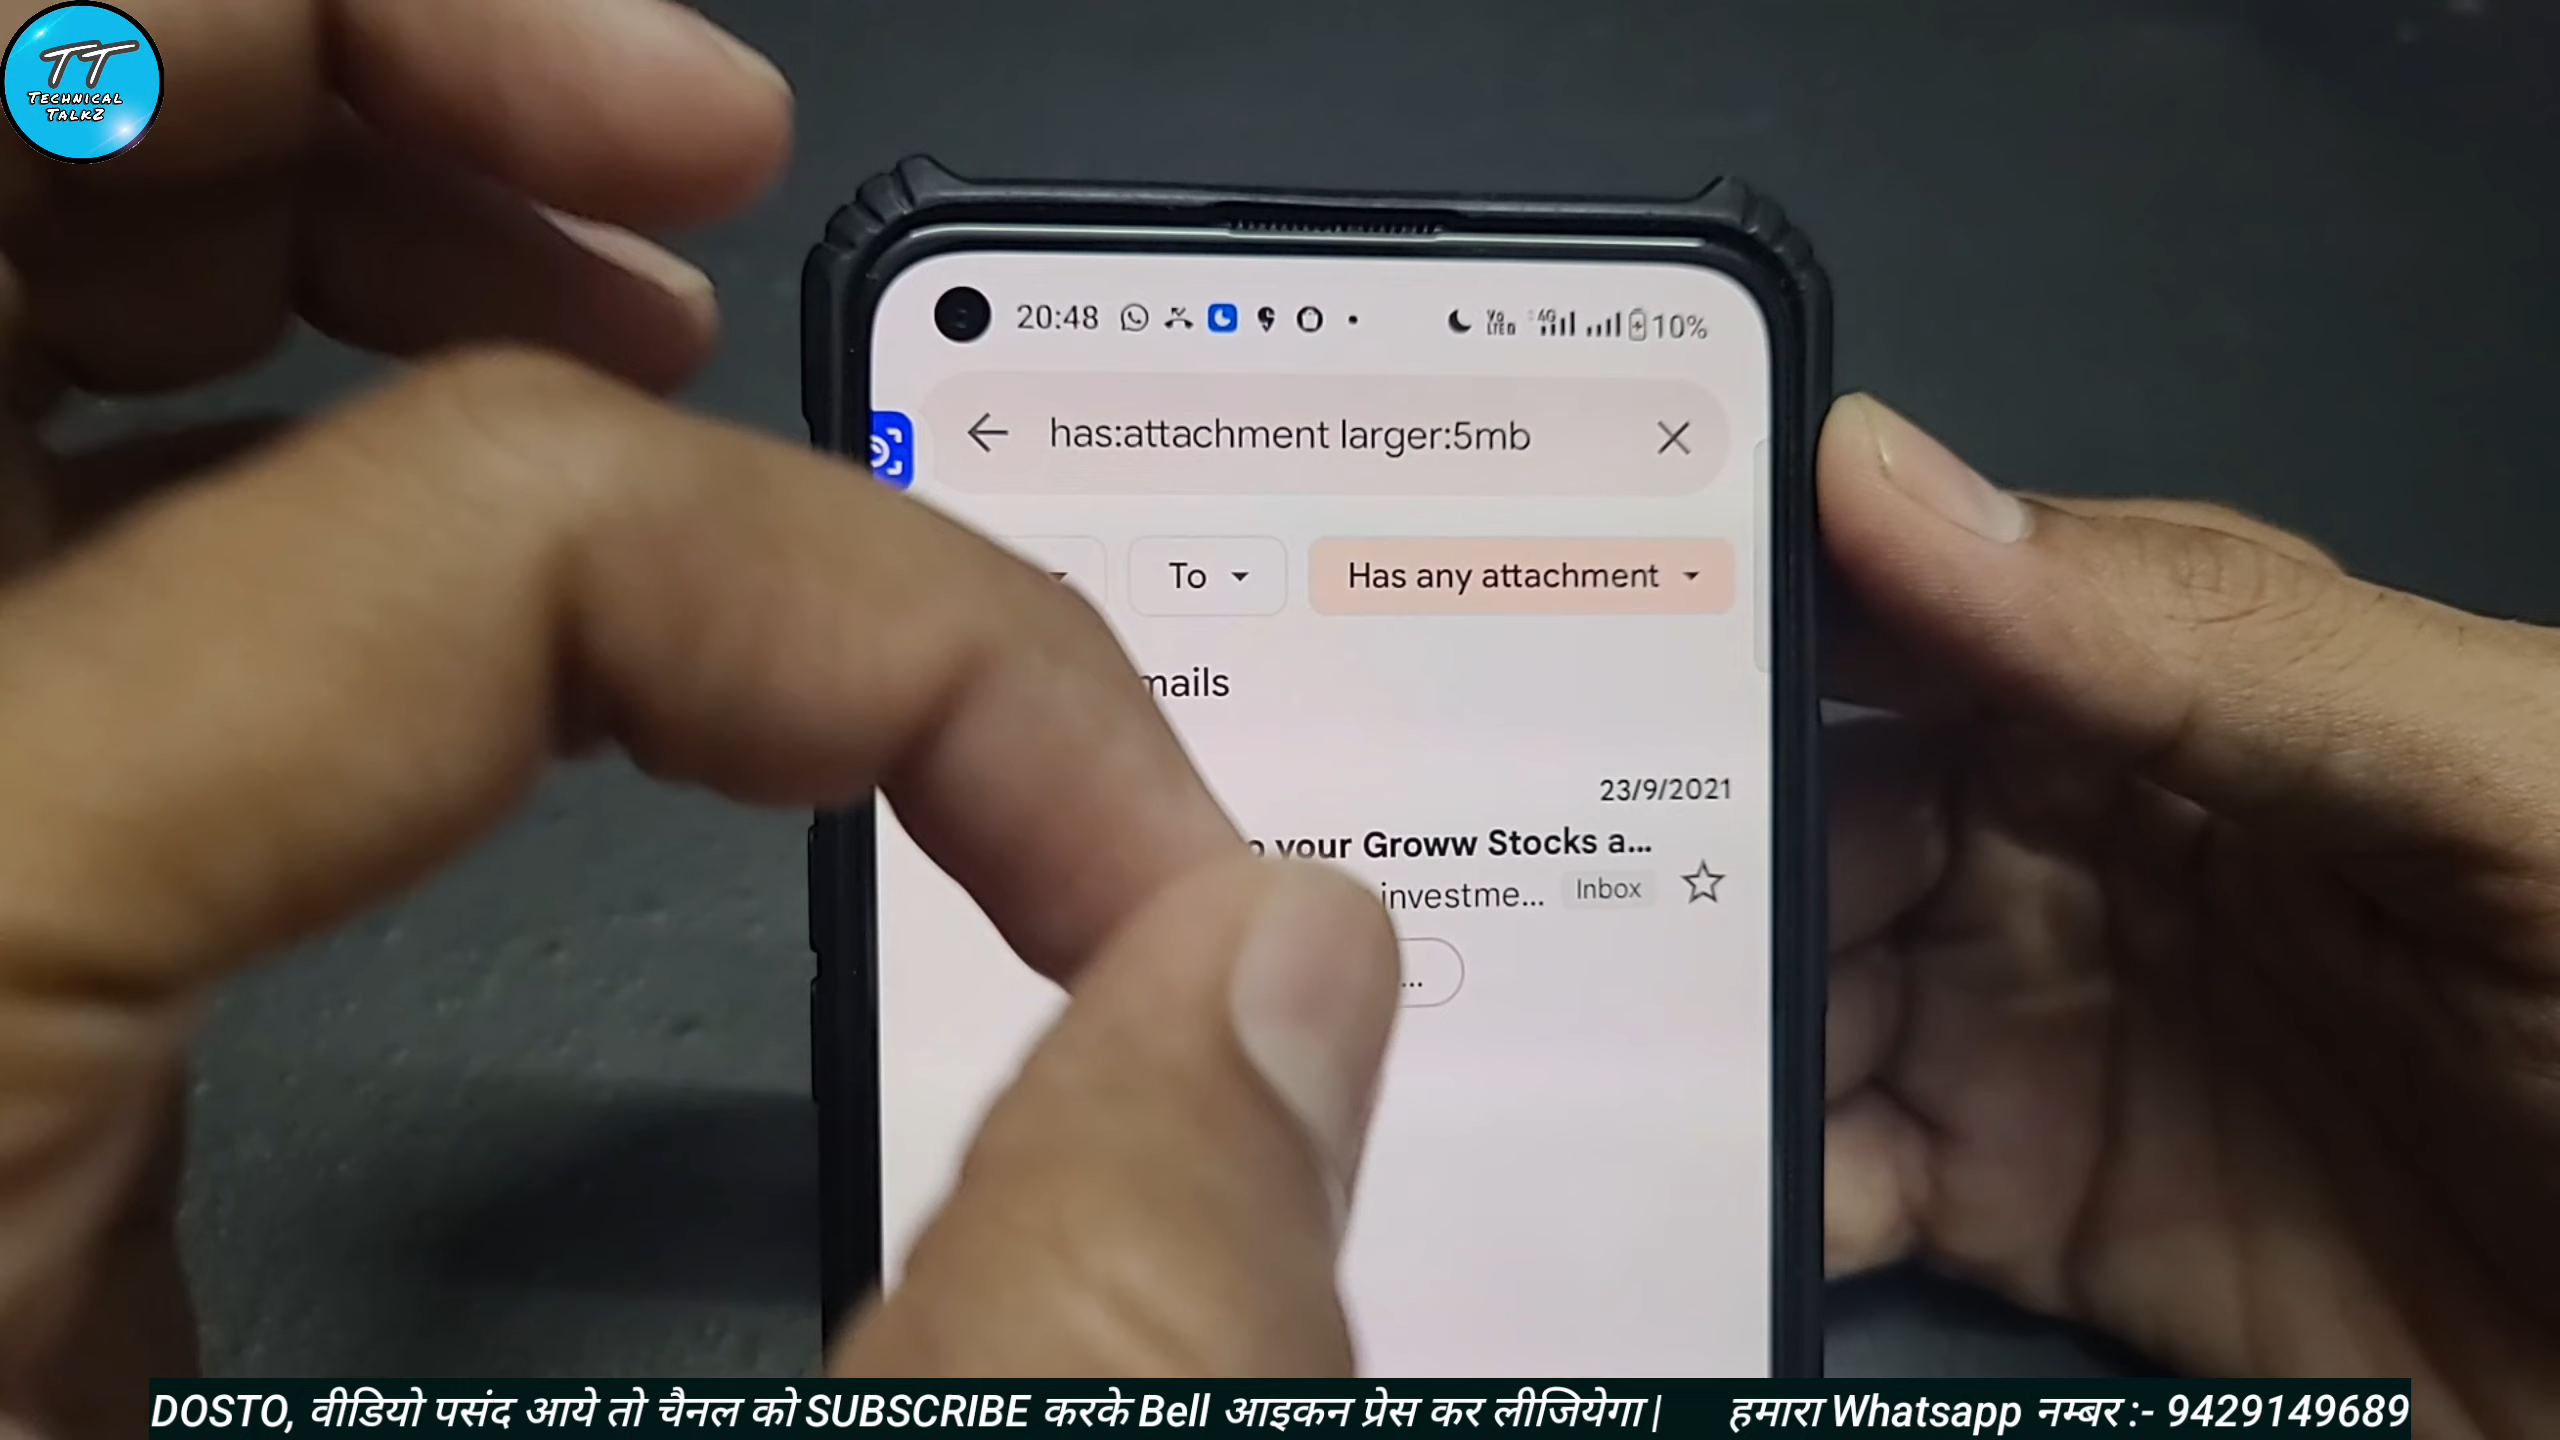 TT
TECHNICAL
TALKZ
20:48
4G
10%
has:attachment larger:5mb
To
Has any attachment
23/9/2021
your Groww Stocks a...
investme...
Inbox
...
DOSTO, वीडियो पसंद आये तो चैनल को SUBSCRIBE करके Bell आइकन प्रेस कर लीजियेगा | हमारा Whatsapp नम्बर :- 9429149689